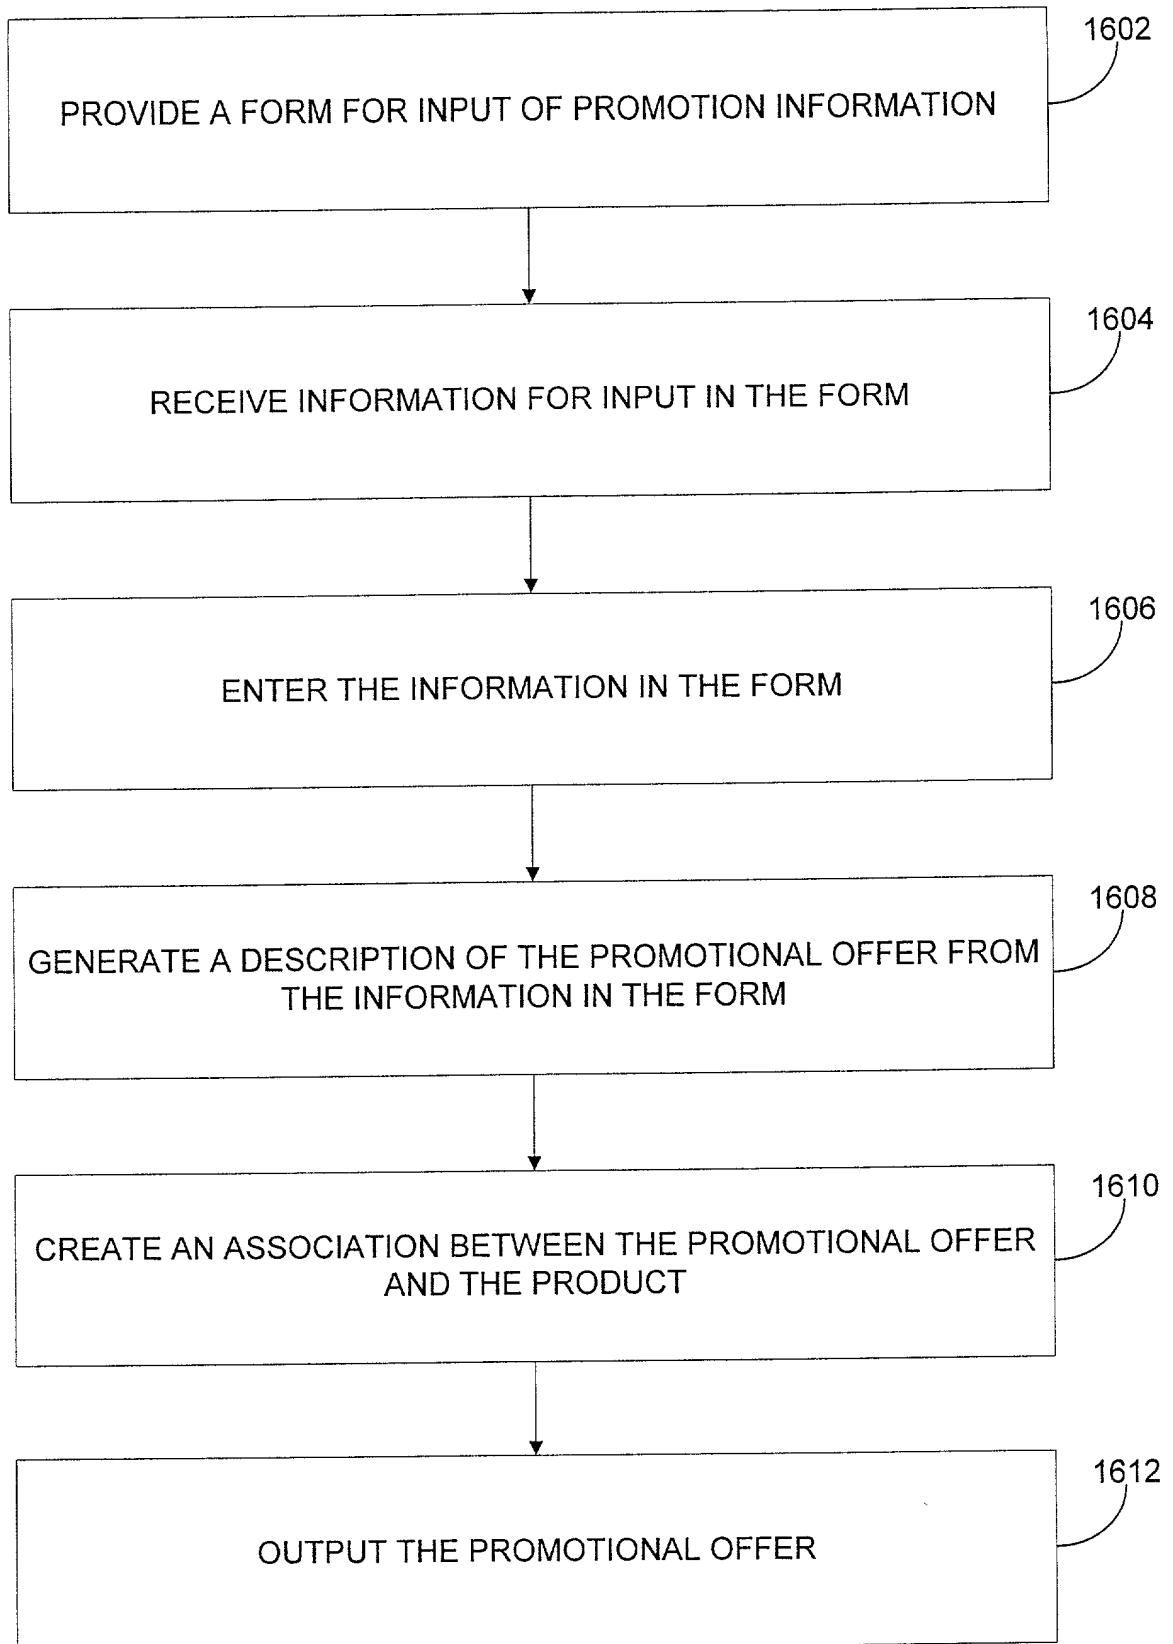 1602
PROVIDE A FORM FOR INPUT OF PROMOTION INFORMATION
1604
RECEIVE INFORMATION FOR INPUT IN THE FORM
1606
ENTER THE INFORMATION IN THE FORM
1608
GENERATE A DESCRIPTION OF THE PROMOTIONAL OFFER FROM
THE INFORMATION IN THE FORM
1610
CREATE AN ASSOCIATION BETWEEN THE PROMOTIONAL OFFER
AND THE PRODUCT
1612
OUTPUT THE PROMOTIONAL OFFER